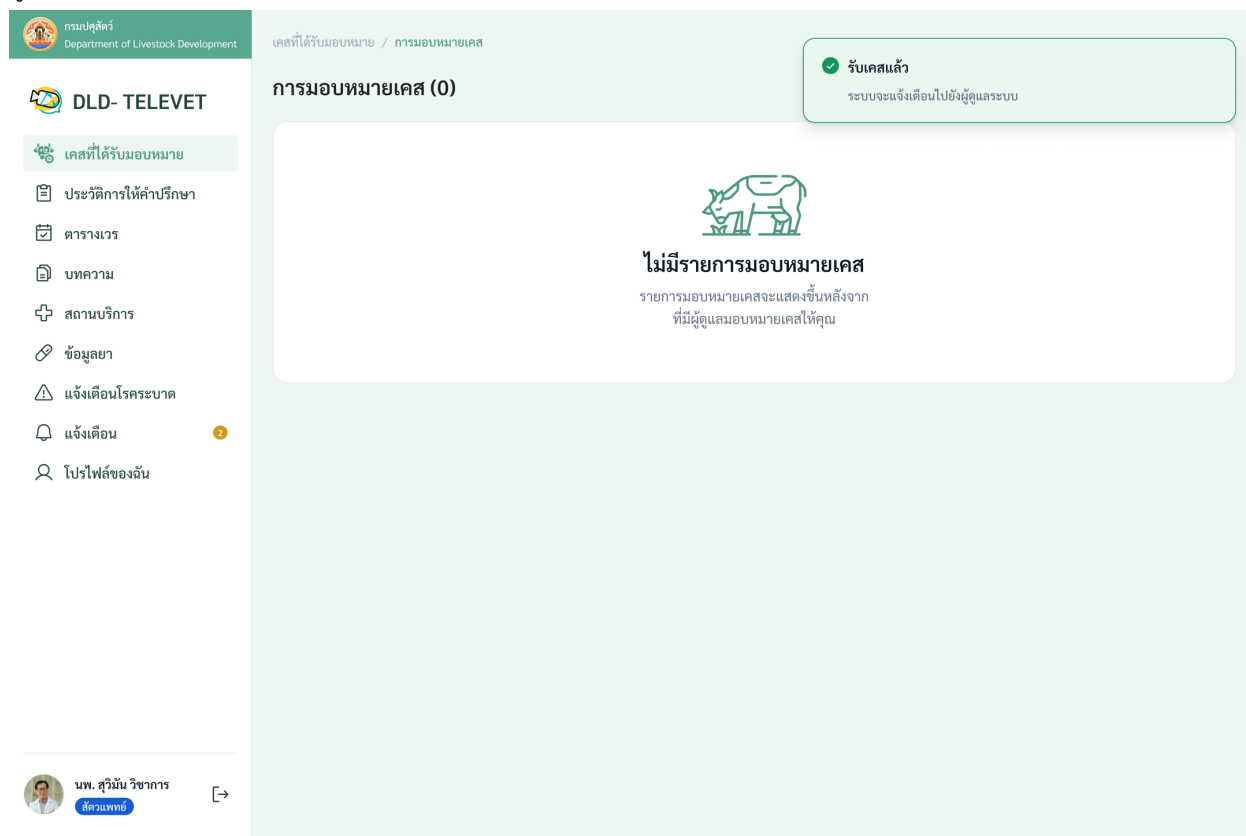 กรมปศุสัตว์
Department of Livestock Development
DLD- TELEVET
เคสที่ได้รับมอบหมาย
ประวัติการให้คำปรึกษา
ตารางเวร
บทความ
สถานบริการ
ข้อมูลยา
แจ้งเตือนโรคระบาด
แจ้งเตือน 2
โปรไฟล์ของฉัน
นพ. สุวิมัน วิชาการ
สัตวแพทย์
เคสที่ได้รับมอบหมาย / การมอบหมายเคส
การมอบหมายเคส (0)
รับเคสแล้ว
ระบบจะแจ้งเตือนไปยังผู้ดูแลระบบ
ไม่มีรายการมอบหมายเคส
รายการมอบหมายเคสจะแสดงขึ้นหลังจาก
ที่มีผู้ดูแลมอบหมายเคสให้คุณ